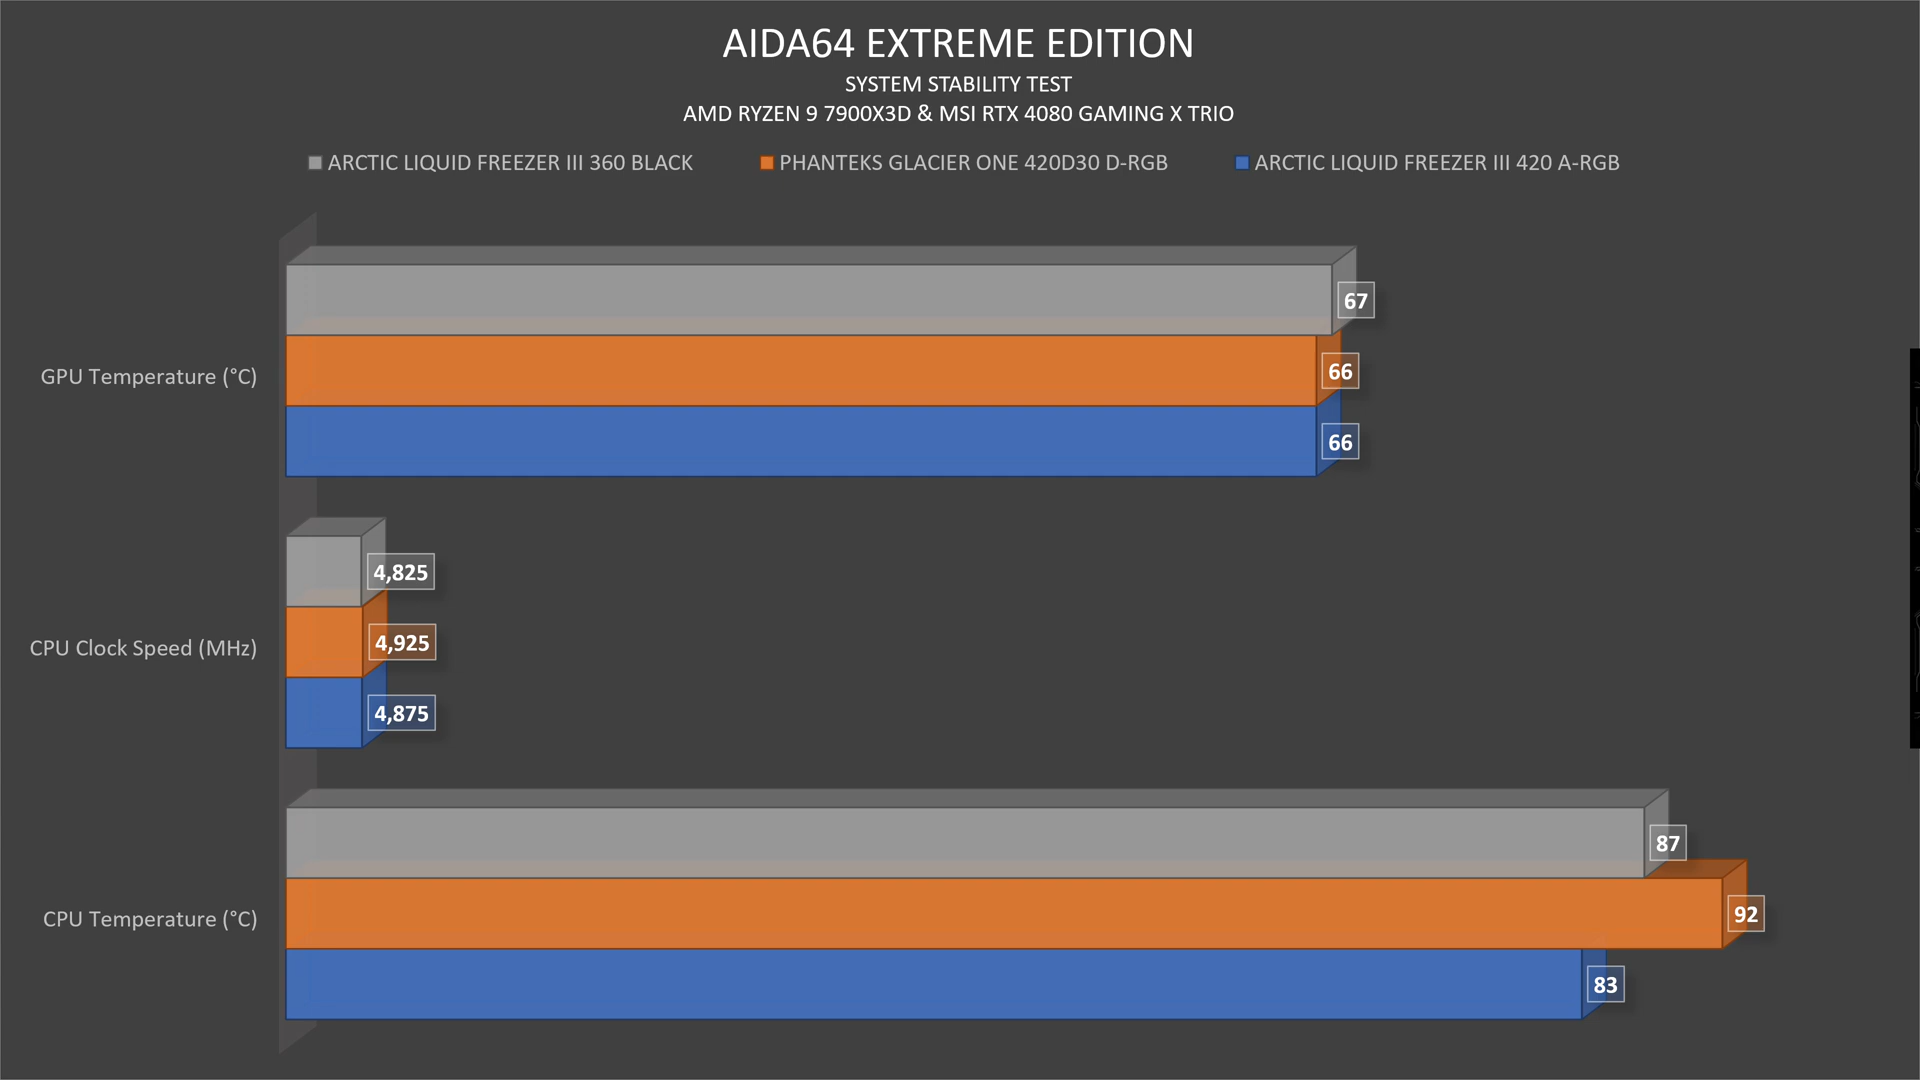 AIDA64 EXTREME EDITION
SYSTEM STABILITY TEST
AMD RYZEN 9 7900X3D & MSI RTX 4080 GAMING X TRIO
ARCTIC LIQUID FREEZER III 360 BLACK PHANTEKS GLACIER ONE 420D30 D-RGB ARCTIC LIQUID FREEZER III 420 A-RGB
67
GPU Temperature (°C) 66
66
4,825
CPU Clock Speed (MHz) 4,925
4,875
87
CPU Temperature (°C) 92
83